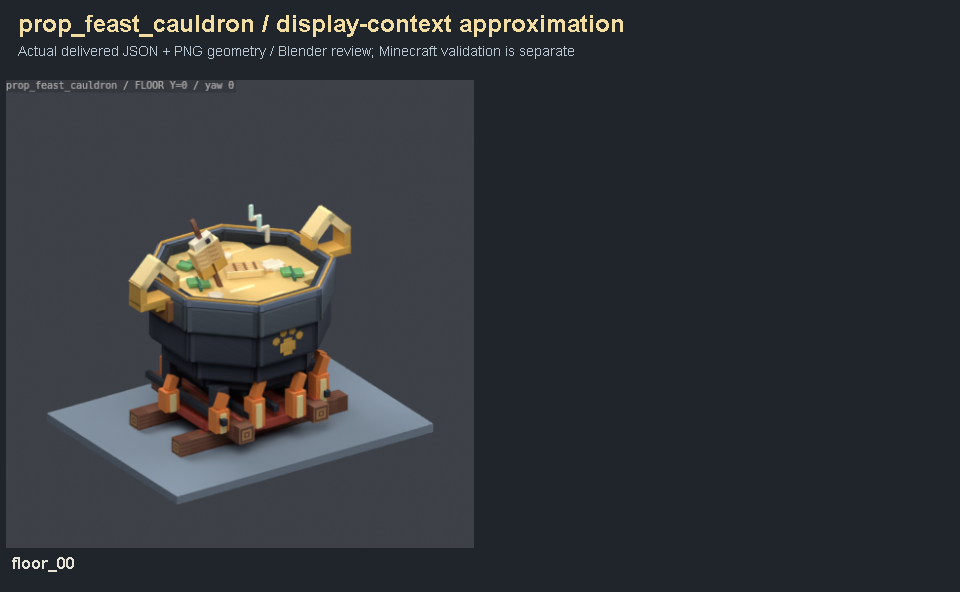 prop_feast_cauldron / display-context approximation
Actual delivered JSON + PNG geometry / Blender review; Minecraft validation is separate
prop_feast_cauldron / FLOOR Y=0 / yaw 0
floor_00